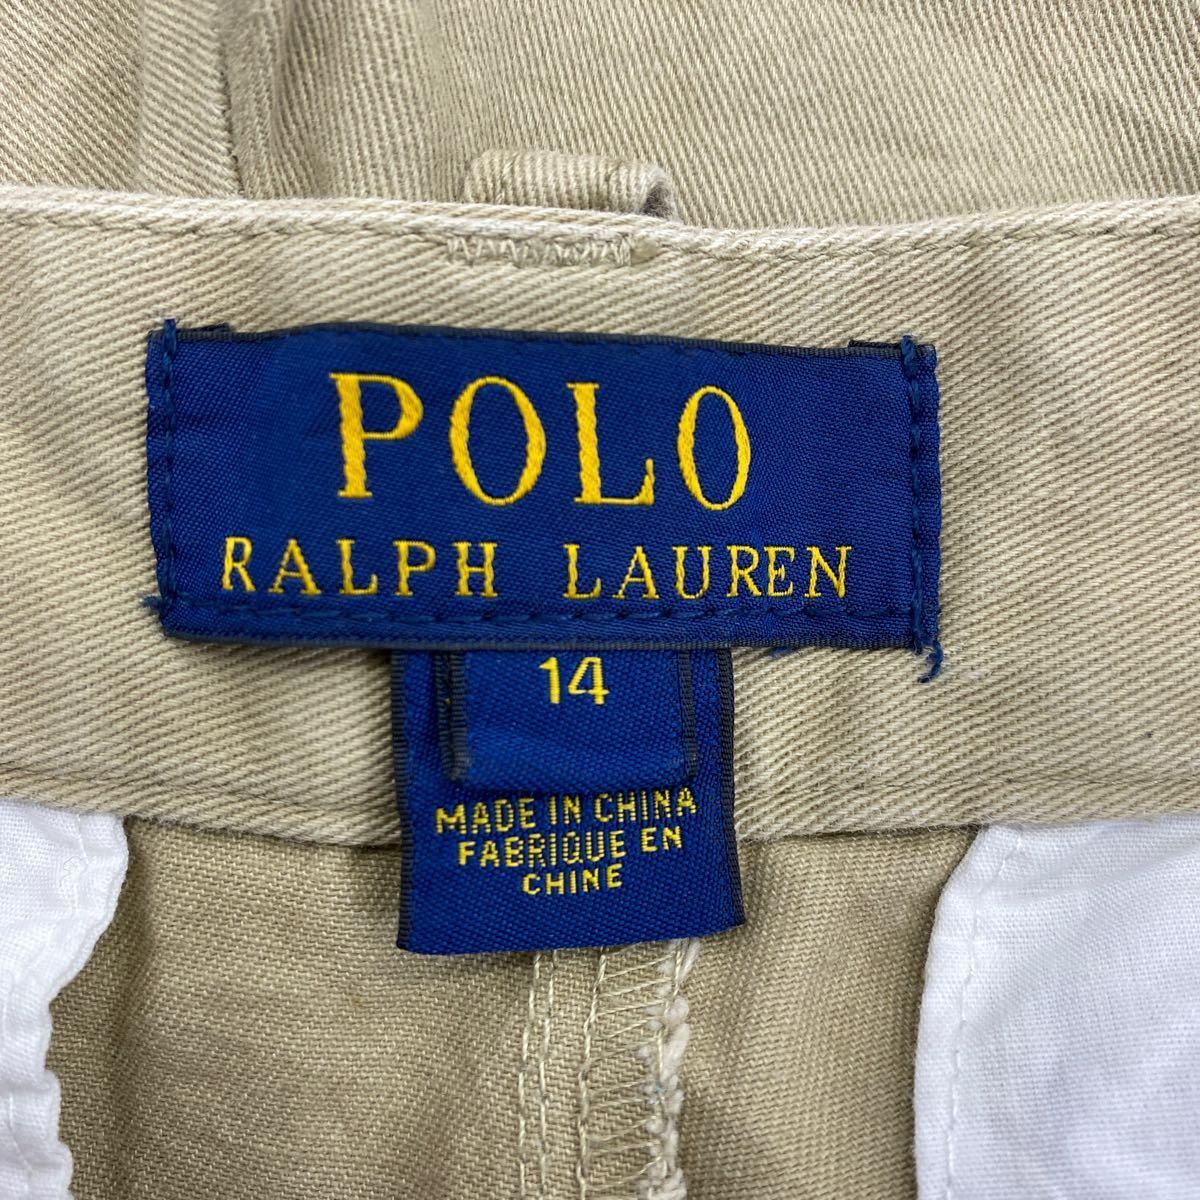 POLO
RALPH LAUREN
14
MADE IN CHINA
FABRIQUE EN
CHINE